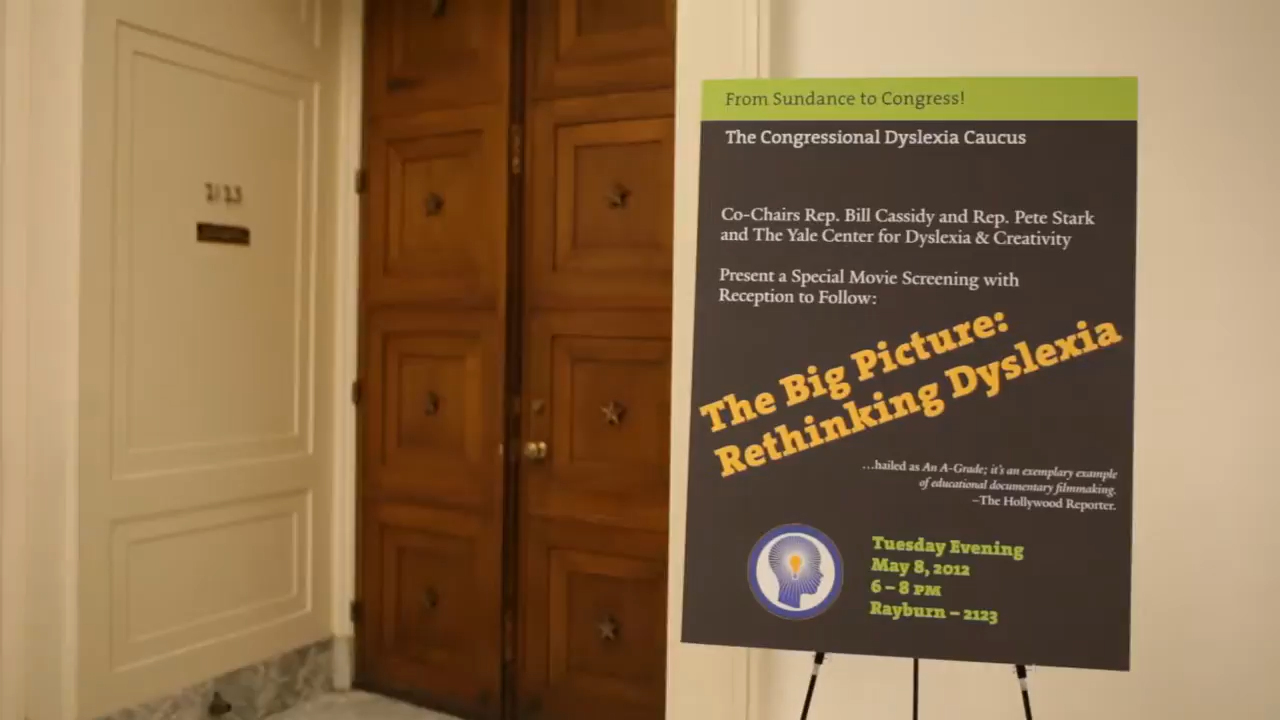 2123
From Sundance to Congress!
The Congressional Dyslexia Caucus
Co-Chairs Rep. Bill Cassidy and Rep. Pete Stark
and The Yale Center for Dyslexia & Creativity
Present a Special Movie Screening with
Reception to Follow:
The Big Picture:
Rethinking Dyslexia
...hailed as An A-Grade; it's an exemplary example
of educational documentary filmmaking.
–The Hollywood Reporter.
Tuesday Evening
May 8, 2012
6 – 8 PM
Rayburn – 2123